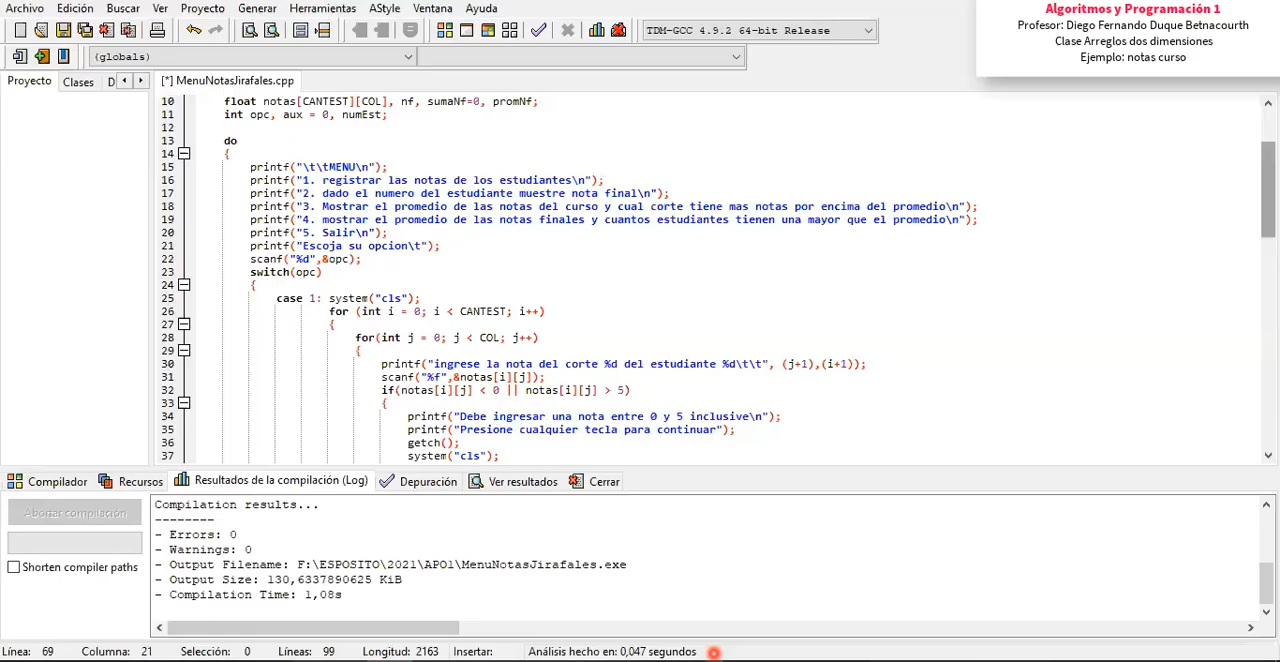 Archivo Edición Buscar Ver Proyecto Generar Herramientas AStyle Ventana Ayuda
Algoritmos y Programación 1
Profesor: Diego Fernando Duque Betnacourth
Clase Arreglos dos dimensiones
Ejemplo: notas curso
TDM-GCC 4.9.2 64-bit Release
(globals)
Proyecto Clases D
[*] MenuNotasJirafales.cpp
10 float notas[CANTEST][COL], nf, sumaNf=0, promNf;
11 int opc, aux = 0, numEst;
12
13 do
14 {
15 printf("\t\tMENU\n");
16 printf("1. registrar las notas de los estudiantes\n");
17 printf("2. dado el numero del estudiante muestre nota final\n");
18 printf("3. Mostrar el promedio de las notas del curso y cual corte tiene mas notas por encima del promedio\n");
19 printf("4. mostrar el promedio de las notas finales y cuantos estudiantes tienen una mayor que el promedio\n");
20 printf("5. Salir\n");
21 printf("Escoja su opcion\t");
22 scanf("%d",&opc);
23 switch(opc)
24 {
25 case 1: system("cls");
26 for (int i = 0; i < CANTEST; i++)
27 {
28 for(int j = 0; j < COL; j++)
29 {
30 printf("ingrese la nota del corte %d del estudiante %d\t\t", (j+1),(i+1));
31 scanf("%f",&notas[i][j]);
32 if(notas[i][j] < 0 || notas[i][j] > 5)
33 {
34 printf("Debe ingresar una nota entre 0 y 5 inclusive\n");
35 printf("Presione cualquier tecla para continuar");
36 getch();
37 system("cls");
Compilador Recursos Resultados de la compilación (Log) Depuración Ver resultados Cerrar
Abortar compilación
Shorten compiler paths
Compilation results...
--------
- Errors: 0
- Warnings: 0
- Output Filename: F:\ESPOSITO\2021\APO1\MenuNotasJirafales.exe
- Output Size: 130,6337890625 KiB
- Compilation Time: 1,08s
Línea: 69 Columna: 21 Selección: 0 Líneas: 99 Longitud: 2163 Insertar: Análisis hecho en: 0,047 segundos